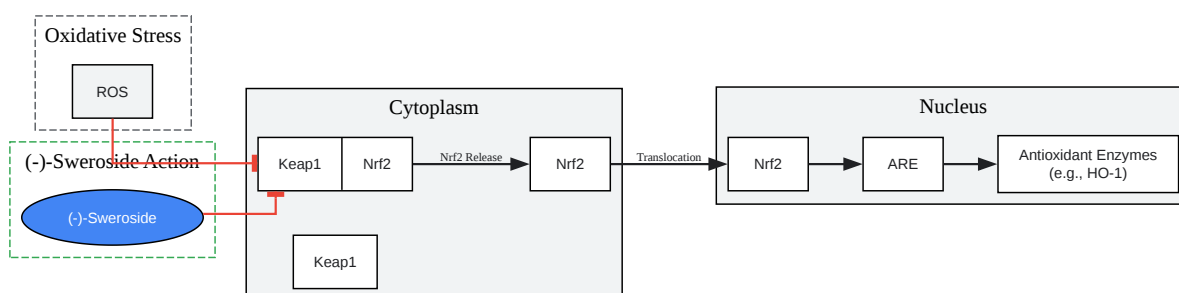 Oxidative Stress
ROS
(-)-Sweroside Action
(-)-Sweroside
Cytoplasm
Keap1
Nrf2
Nrf2 Release
Nrf2
Keap1
Translocation
Nucleus
Nrf2
ARE
Antioxidant Enzymes
(e.g., HO-1)